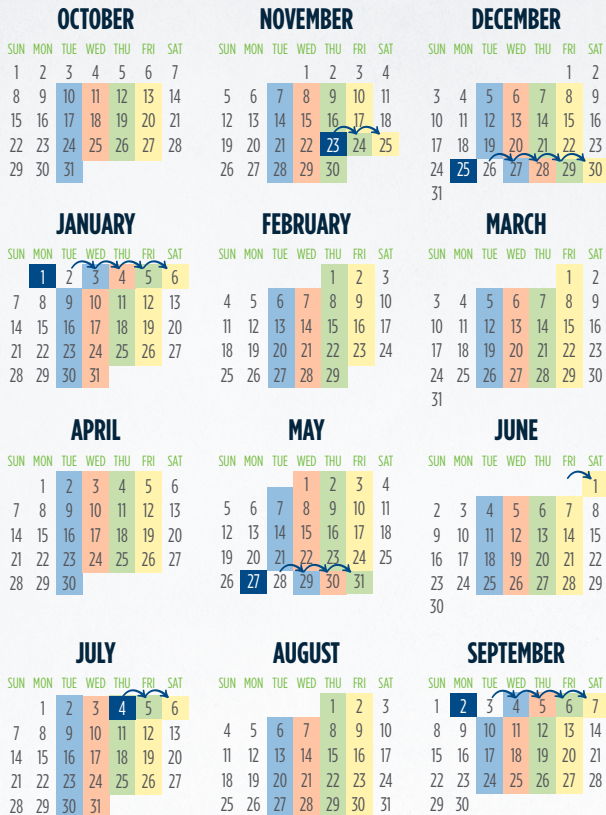 OCTOBER
SUN MON TUE WED THU FRI SAT
1 2 3 4 5 6 7
8 9 10 11 12 13 14
15 16 17 18 19 20 21
22 23 24 25 26 27 28
29 30 31
NOVEMBER
SUN MON TUE WED THU FRI SAT
1 2 3 4
5 6 7 8 9 10 11
12 13 14 15 16 17 18
19 20 21 22 23 24 25
26 27 28 29 30
DECEMBER
SUN MON TUE WED THU FRI SAT
1 2
3 4 5 6 7 8 9
10 11 12 13 14 15 16
17 18 19 20 21 22 23
24 25 26 27 28 29 30
31
JANUARY
SUN MON TUE WED THU FRI SAT
1 2 3 4 5 6
7 8 9 10 11 12 13
14 15 16 17 18 19 20
21 22 23 24 25 26 27
28 29 30 31
FEBRUARY
SUN MON TUE WED THU FRI SAT
1 2 3
4 5 6 7 8 9 10
11 12 13 14 15 16 17
18 19 20 21 22 23 24
25 26 27 28 29
MARCH
SUN MON TUE WED THU FRI SAT
1 2
3 4 5 6 7 8 9
10 11 12 13 14 15 16
17 18 19 20 21 22 23
24 25 26 27 28 29 30
31
APRIL
SUN MON TUE WED THU FRI SAT
1 2 3 4 5 6
7 8 9 10 11 12 13
14 15 16 17 18 19 20
21 22 23 24 25 26 27
28 29 30
MAY
SUN MON TUE WED THU FRI SAT
1 2 3 4
5 6 7 8 9 10 11
12 13 14 15 16 17 18
19 20 21 22 23 24 25
26 27 28 29 30 31
JUNE
SUN MON TUE WED THU FRI SAT
1
2 3 4 5 6 7 8
9 10 11 12 13 14 15
16 17 18 19 20 21 22
23 24 25 26 27 28 29
30
JULY
SUN MON TUE WED THU FRI SAT
1 2 3 4 5 6
7 8 9 10 11 12 13
14 15 16 17 18 19 20
21 22 23 24 25 26 27
28 29 30 31
AUGUST
SUN MON TUE WED THU FRI SAT
1 2 3
4 5 6 7 8 9 10
11 12 13 14 15 16 17
18 19 20 21 22 23 24
25 26 27 28 29 30 31
SEPTEMBER
SUN MON TUE WED THU FRI SAT
1 2 3 4 5 6 7
8 9 10 11 12 13 14
15 16 17 18 19 20 21
22 23 24 25 26 27 28
29 30